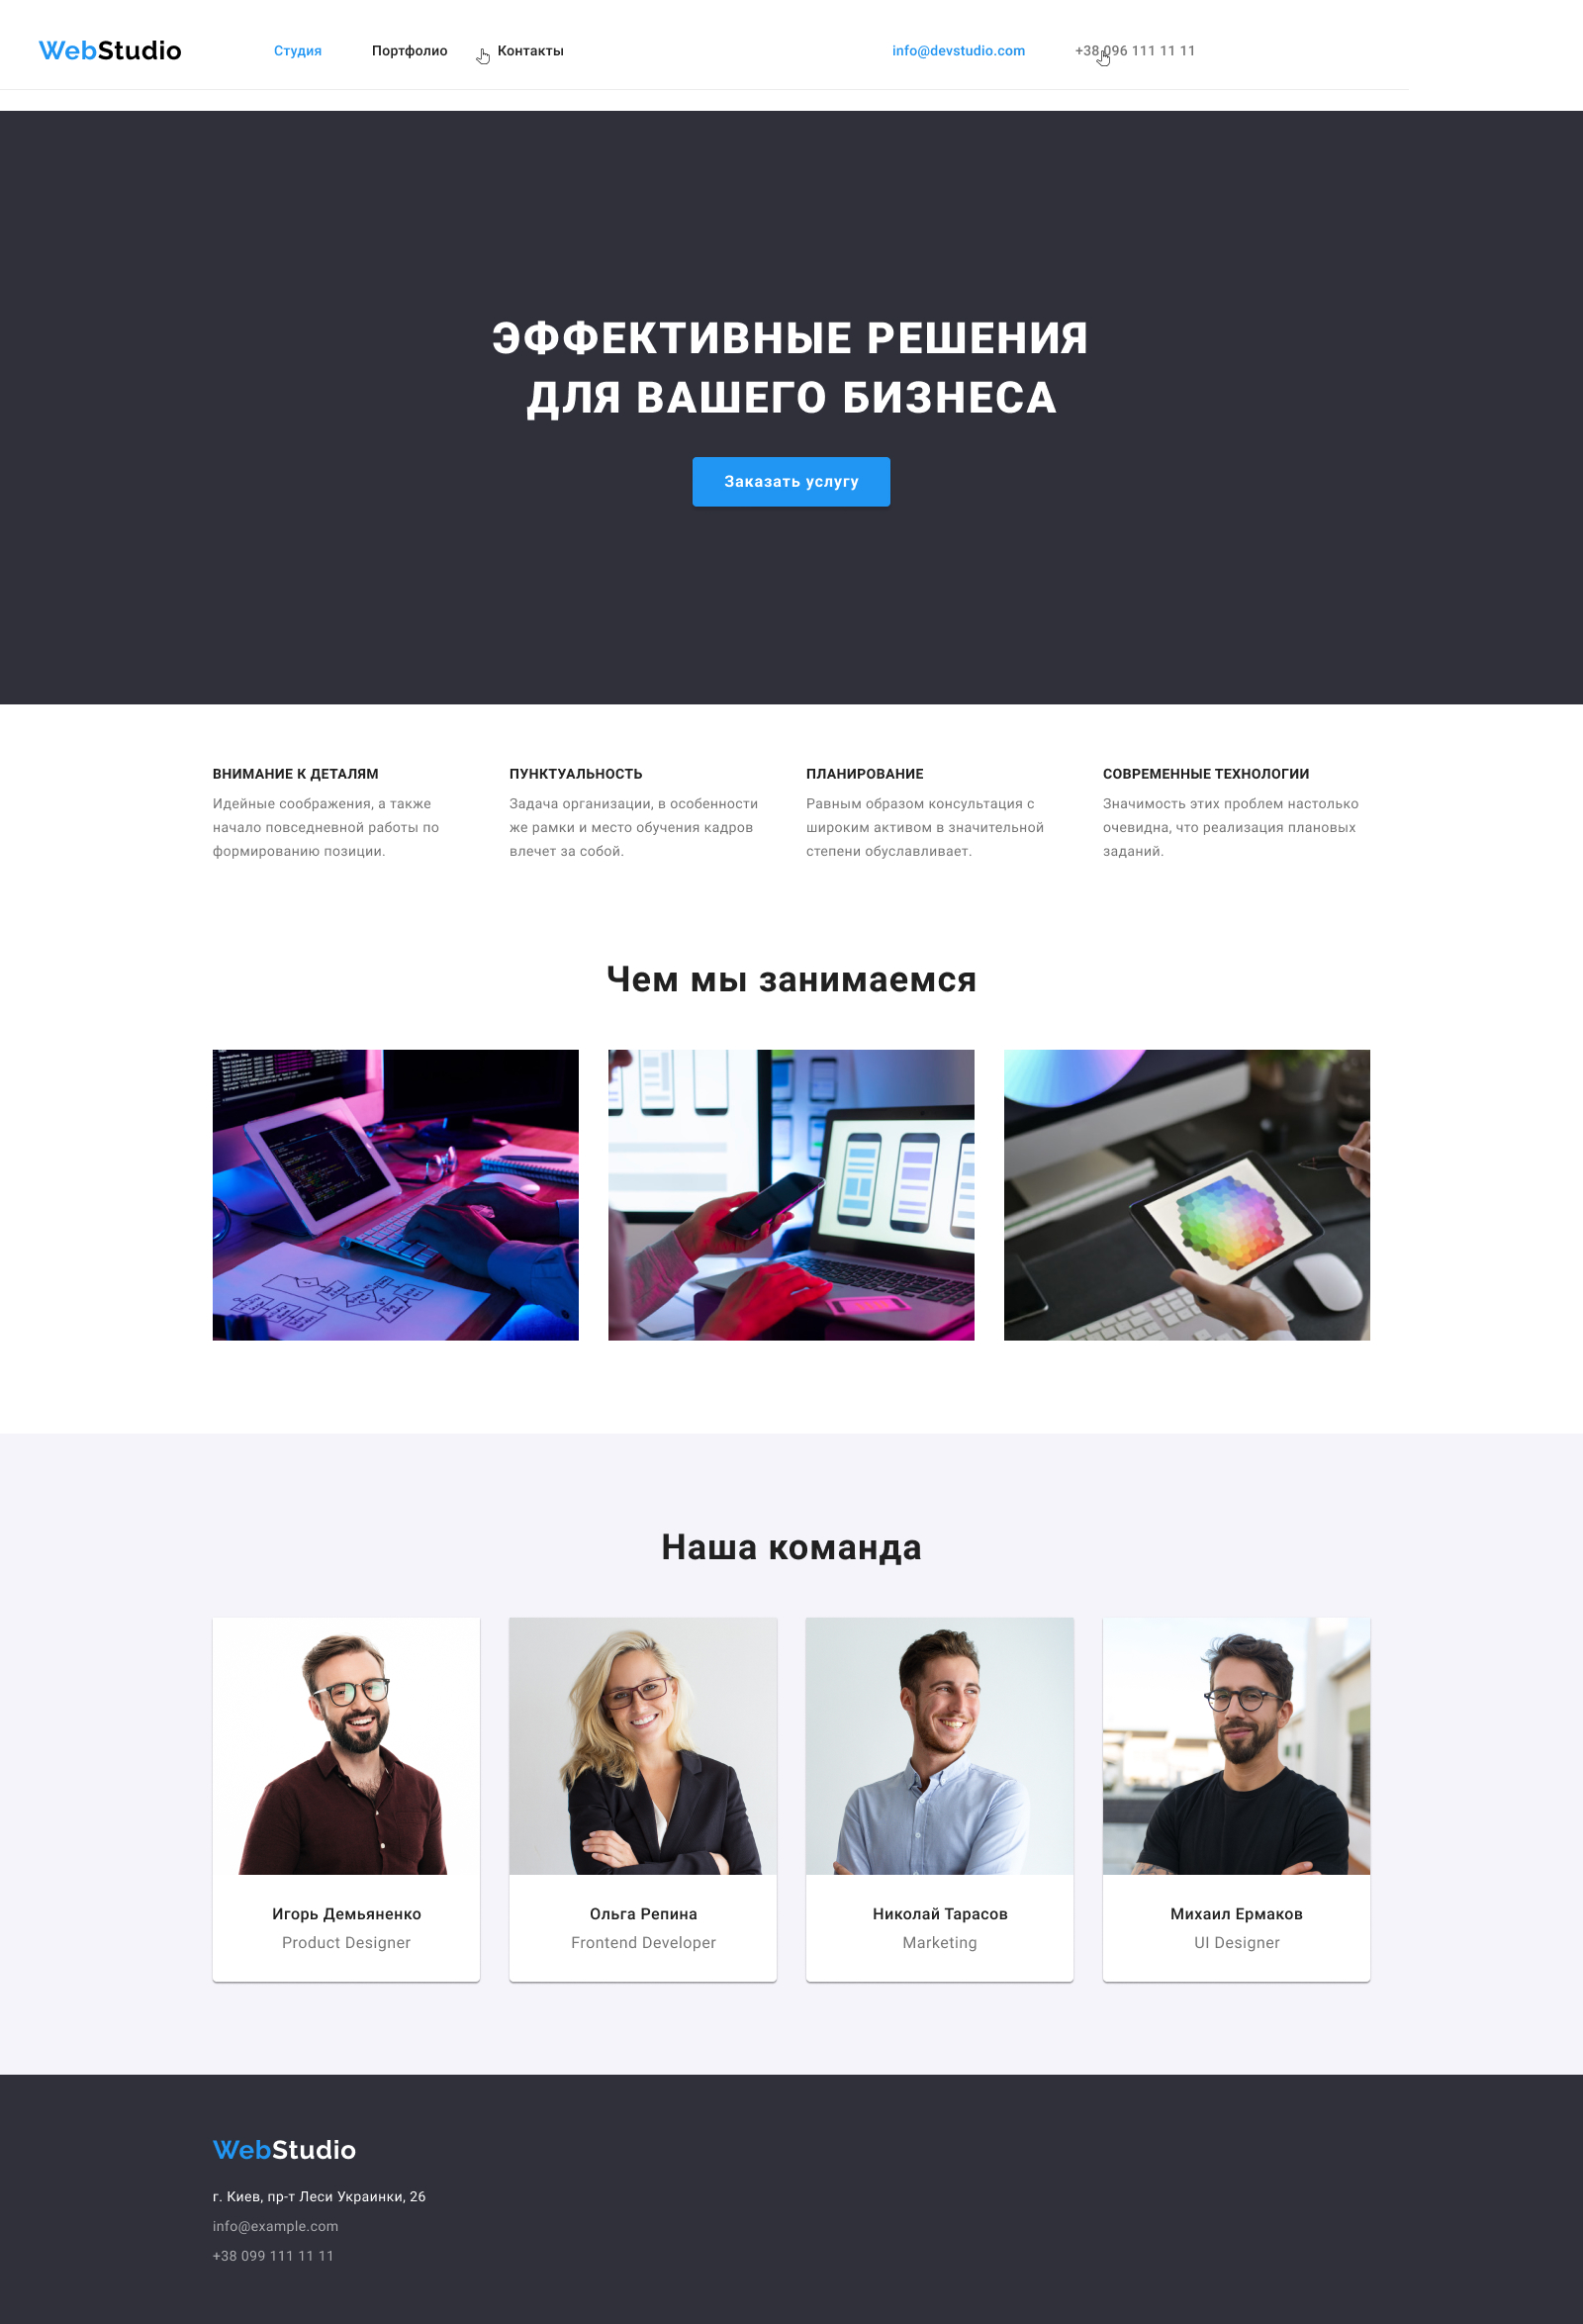 WebStudio
Студия
Портфолио
Контакты
info@devstudio.com
+38 096 111 11 11
ЭФФЕКТИВНЫЕ РЕШЕНИЯ
ДЛЯ ВАШЕГО БИЗНЕСА
Заказать услугу
ВНИМАНИЕ К ДЕТАЛЯМ
Идейные соображения, а также
начало повседневной работы по
формированию позиции.
ПУНКТУАЛЬНОСТЬ
Задача организации, в особенности
же рамки и место обучения кадров
влечет за собой.
ПЛАНИРОВАНИЕ
Равным образом консультация с
широким активом в значительной
степени обуславливает.
СОВРЕМЕННЫЕ ТЕХНОЛОГИИ
Значимость этих проблем настолько
очевидна, что реализация плановых
заданий.
Чем мы занимаемся
Наша команда
Игорь Демьяненко
Product Designer
Ольга Репина
Frontend Developer
Николай Тарасов
Marketing
Михаил Ермаков
UI Designer
WebStudio
г. Киев, пр-т Леси Украинки, 26
info@example.com
+38 099 111 11 11